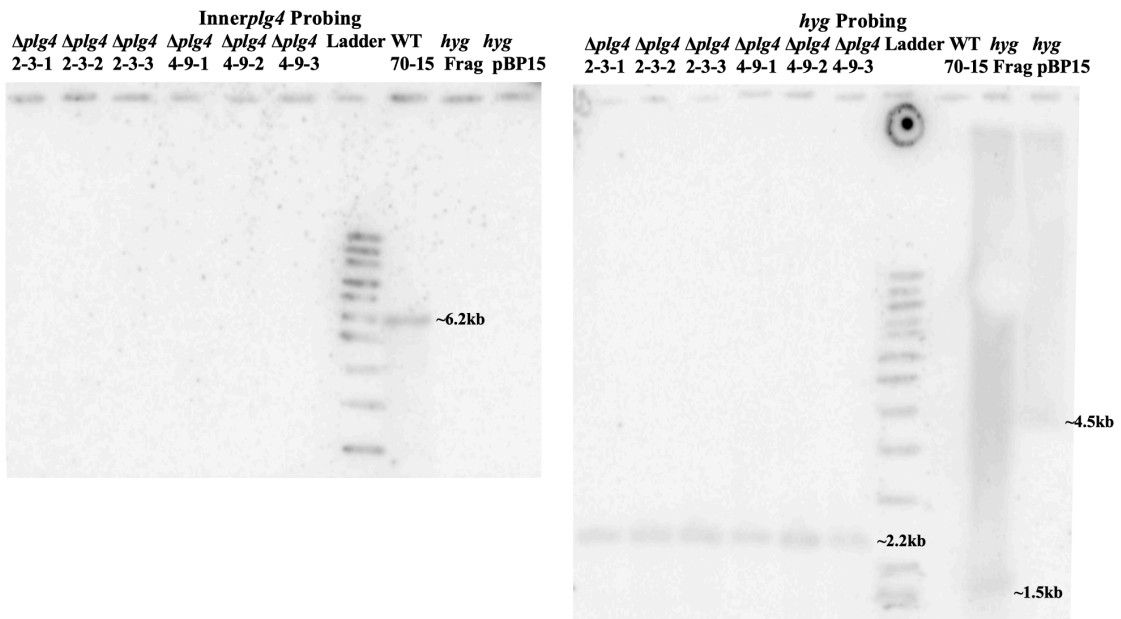 Innerplg4 Probing
Δplg4 Δplg4 Δplg4 Δplg4 Δplg4 Δplg4 Ladder WT hyg hyg
2-3-1 2-3-2 2-3-3 4-9-1 4-9-2 4-9-3 70-15 Frag pBP15
~6.2kb
hyg Probing
Δplg4 Δplg4 Δplg4 Δplg4 Δplg4 Δplg4 Ladder WT hyg hyg
2-3-1 2-3-2 2-3-3 4-9-1 4-9-2 4-9-3 70-15 Frag pBP15
~4.5kb
~2.2kb
~1.5kb